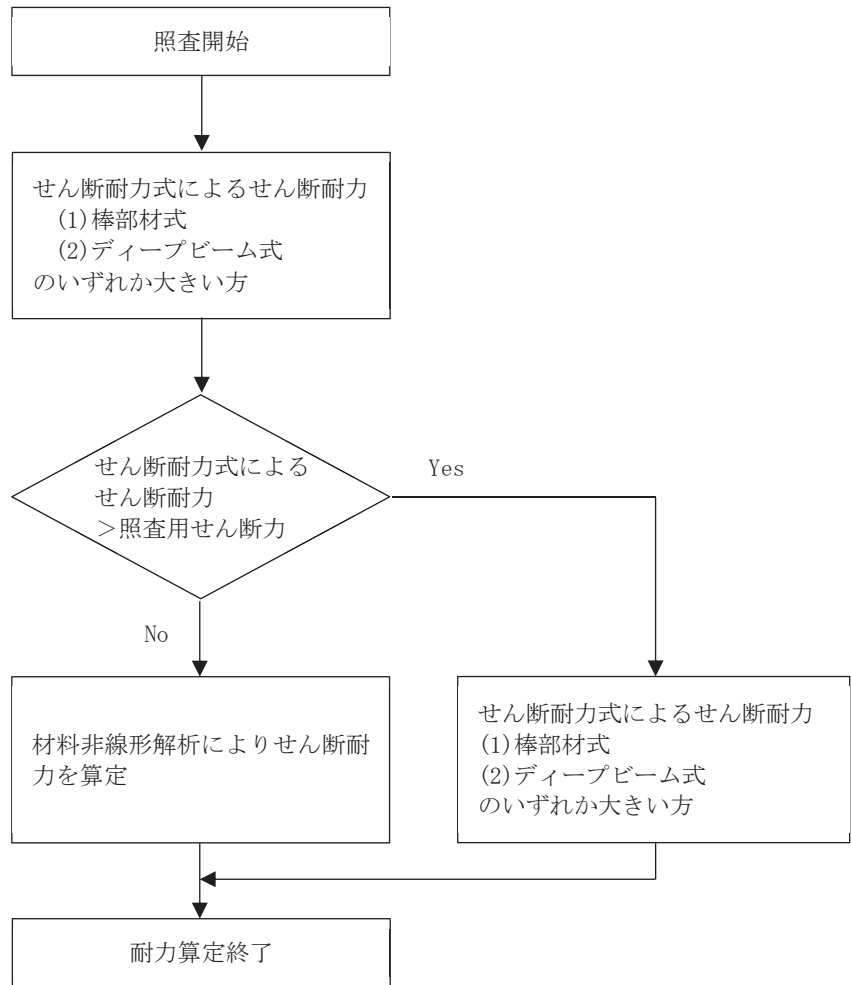 照査開始
せん断耐力式によるせん断耐力
(1)棒部材式
(2)ディープビーム式
のいずれか大きい方
せん断耐力式による
せん断耐力
＞照査用せん断力
Yes
No
材料非線形解析によりせん断耐
力を算定
せん断耐力式によるせん断耐力
(1)棒部材式
(2)ディープビーム式
のいずれか大きい方
耐力算定終了